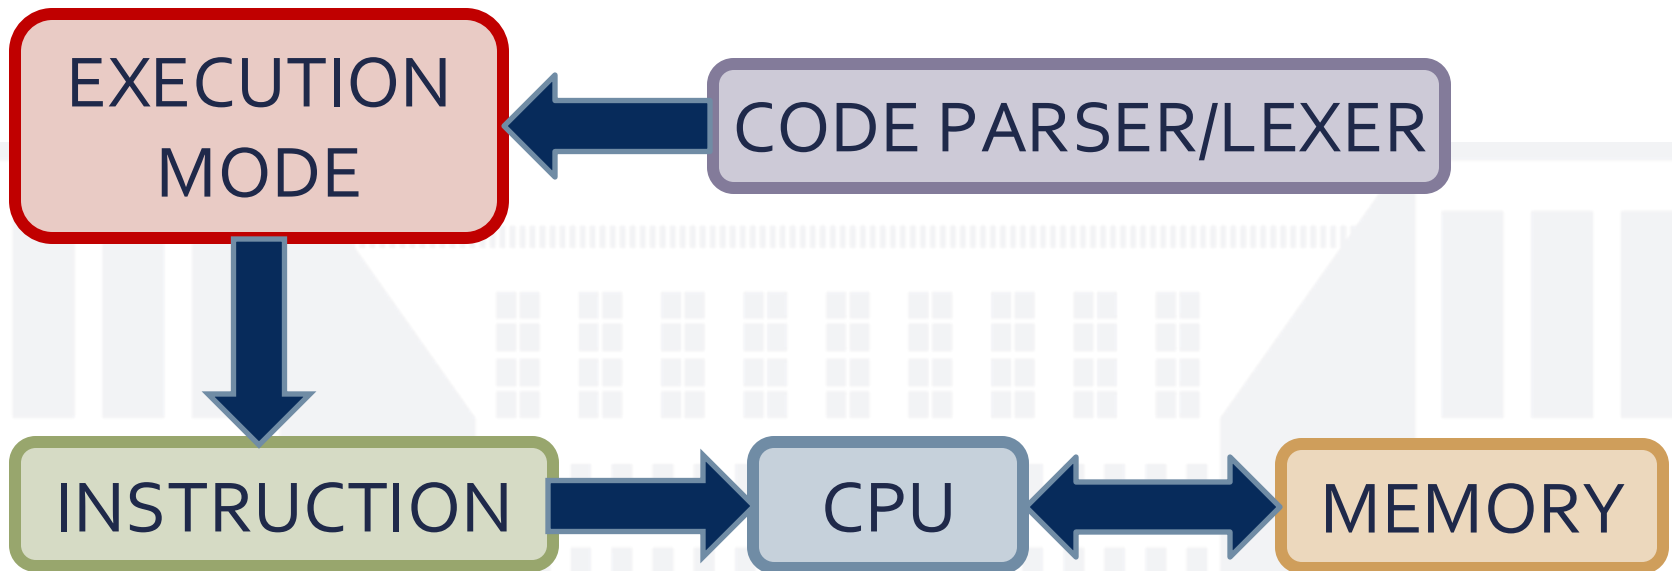 EXECUTION
MODE
CODE PARSER/LEXER
INSTRUCTION
CPU
MEMORY